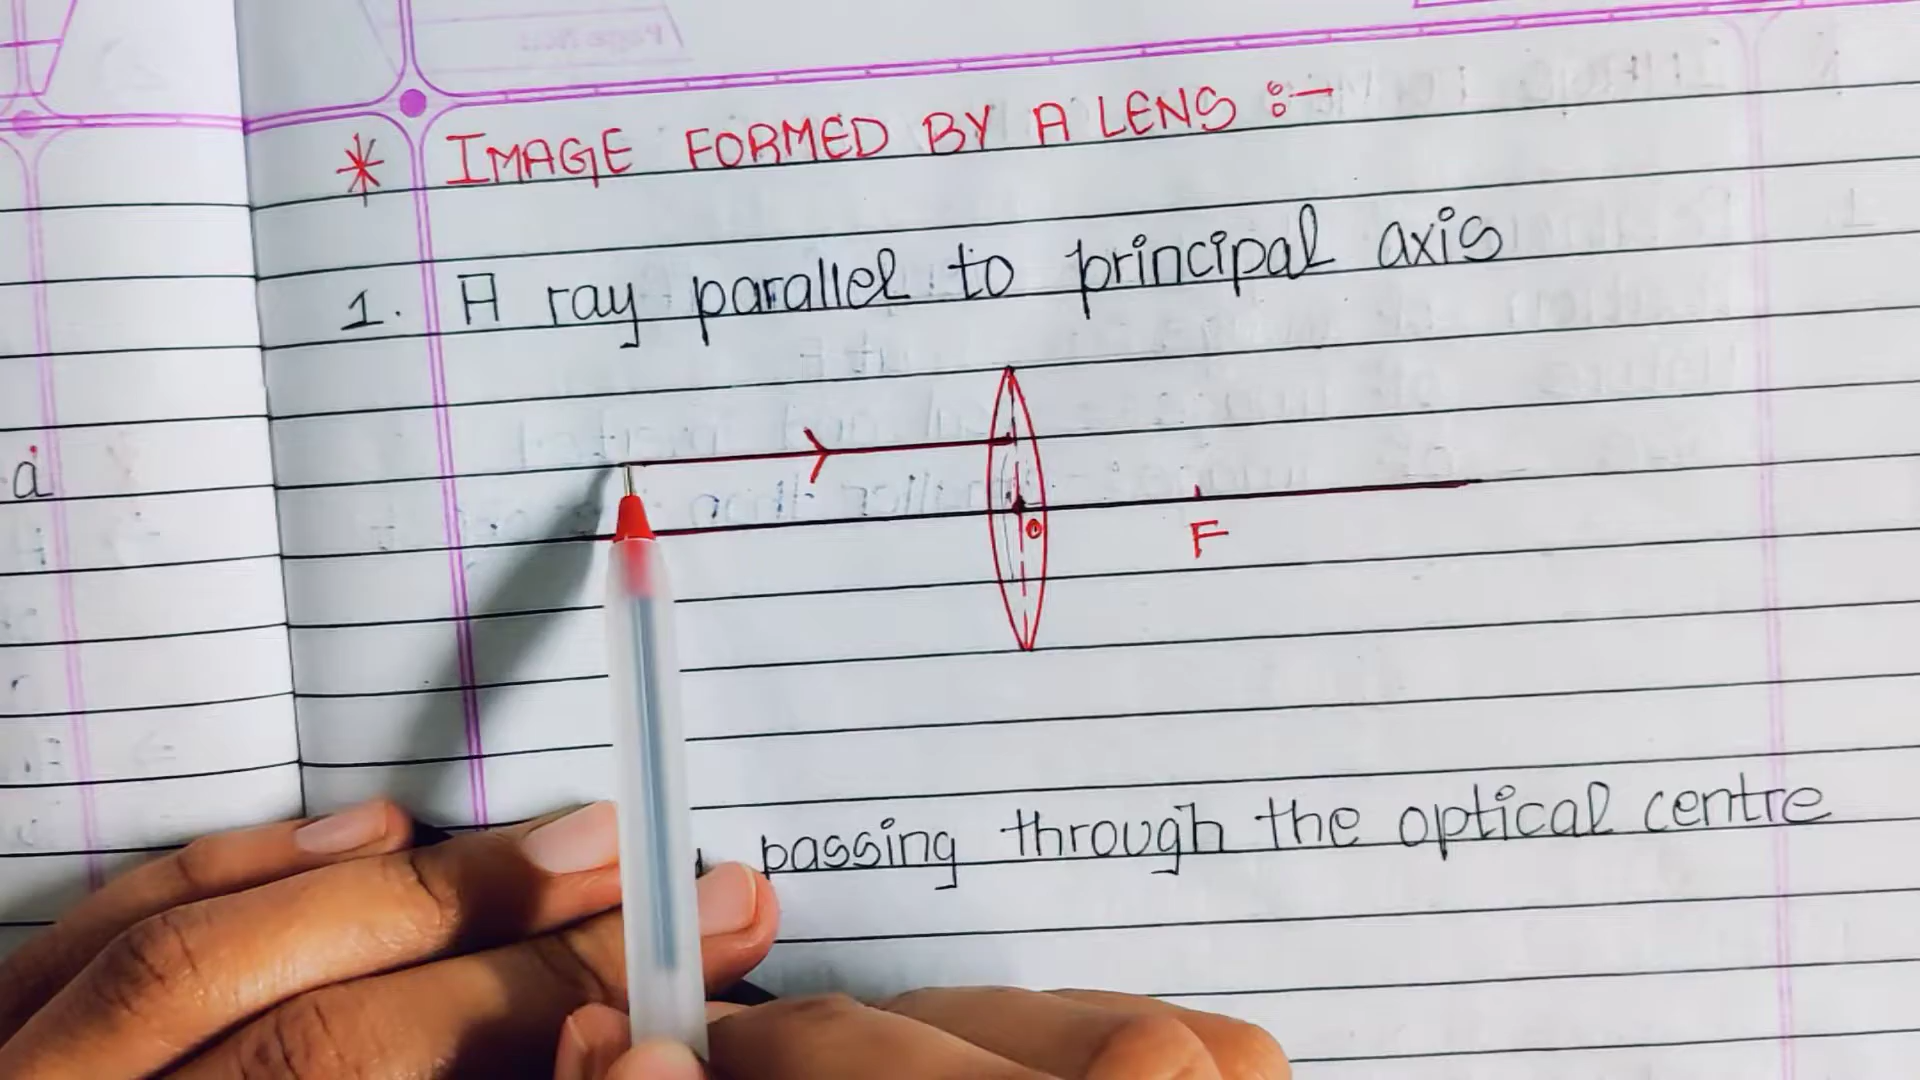 * IMAGE FORMED BY A LENS :-
1. A ray parallel to principal axis
a
O
F
passing through the optical centre